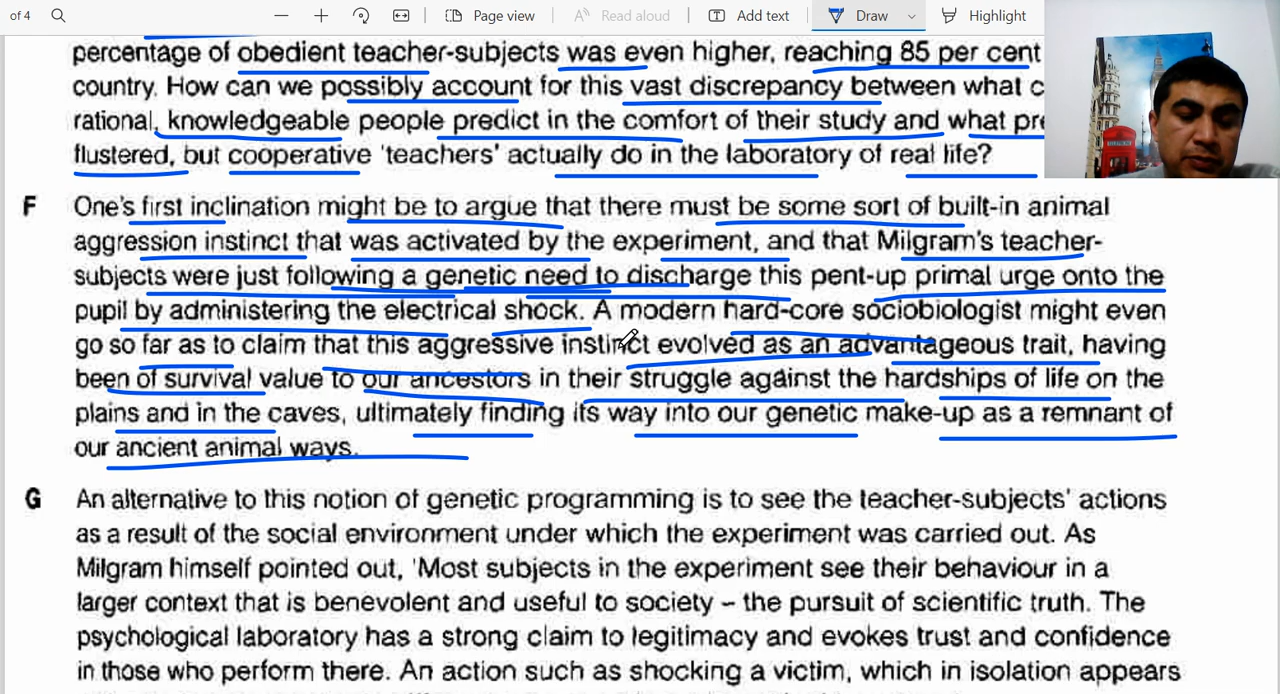 of 4
Page view
Read aloud
Add text
Draw
Highlight
percentage of obedient teacher-subjects was even higher, reaching 85 per cent
country. How can we possibly account for this vast discrepancy between what c
rational, knowledgeable people predict in the comfort of their study and what pre
flustered, but cooperative 'teachers' actually do in the laboratory of real life?
F One's first inclination might be to argue that there must be some sort of built-in animal
aggression instinct that was activated by the experiment, and that Milgram's teacher-
subjects were just following a genetic need to discharge this pent-up primal urge onto the
pupil by administering the electrical shock. A modern hard-core sociobiologist might even
go so far as to claim that this aggressive instinct evolved as an advantageous trait, having
been of survival value to our ancestors in their struggle against the hardships of life on the
plains and in the caves, ultimately finding its way into our genetic make-up as a remnant of
our ancient animal ways.
G An alternative to this notion of genetic programming is to see the teacher-subjects' actions
as a result of the social environment under which the experiment was carried out. As
Milgram himself pointed out, 'Most subjects in the experiment see their behaviour in a
larger context that is benevolent and useful to society – the pursuit of scientific truth. The
psychological laboratory has a strong claim to legitimacy and evokes trust and confidence
in those who perform there. An action such as shocking a victim, which in isolation appears